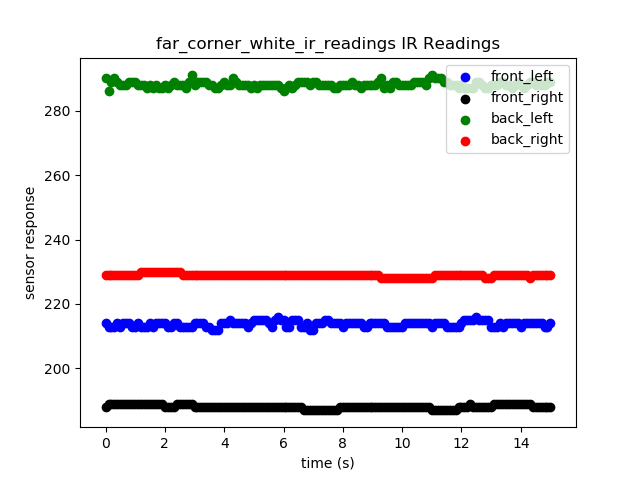 far_corner_white_ir_readings IR Readings
front_left
front_right
back_left
back_right
280
260
240
220
200
sensor response
0 2 4 6 8 10 12 14
time (s)